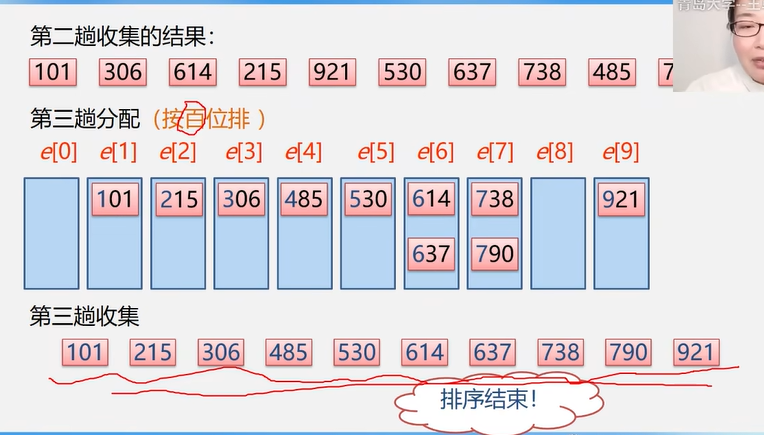 青岛大学-王
第二趟收集的结果：
101 306 614 215 921 530 637 738 485
第三趟分配（按百位排 ）
e[0] e[1] e[2] e[3] e[4] e[5] e[6] e[7] e[8] e[9]
101 215 306 485 530 614 738 921
637 790
第三趟收集
101 215 306 485 530 614 637 738 790 921
排序结束！